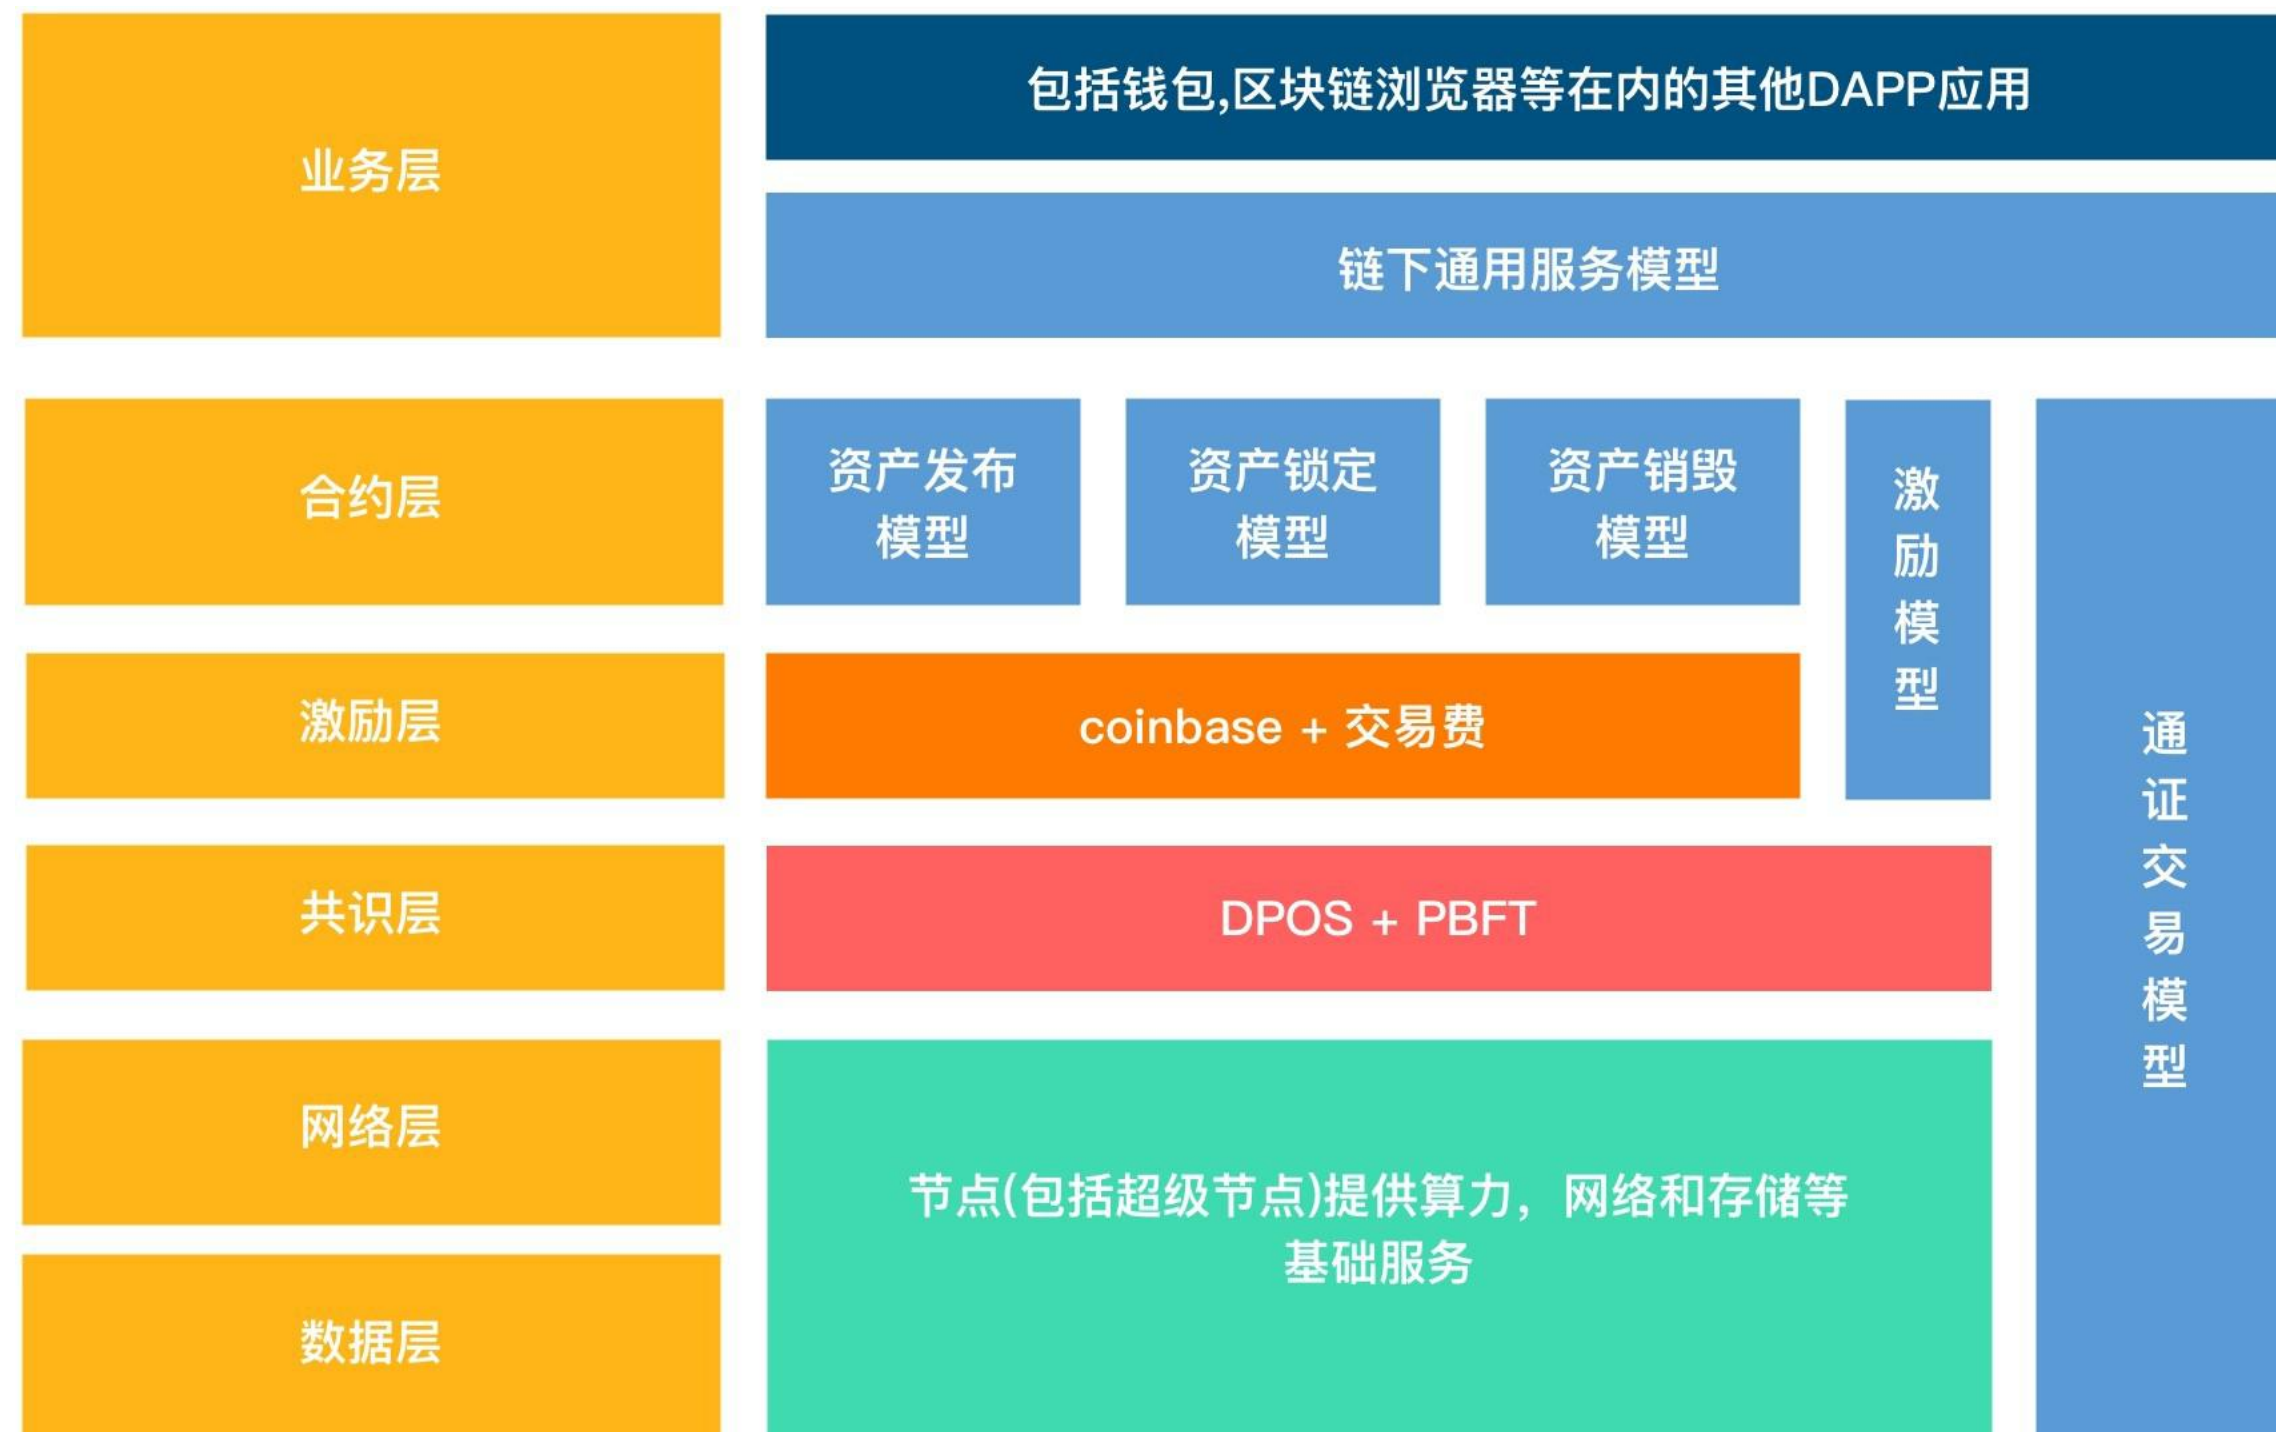 业务层
包括钱包,区块链浏览器等在内的其他DAPP应用
链下通用服务模型
合约层
资产发布
模型
资产锁定
模型
资产销毁
模型
激励模型
通证交易模型
激励层
coinbase + 交易费
共识层
DPOS + PBFT
网络层
节点(包括超级节点)提供算力，网络和存储等
基础服务
数据层